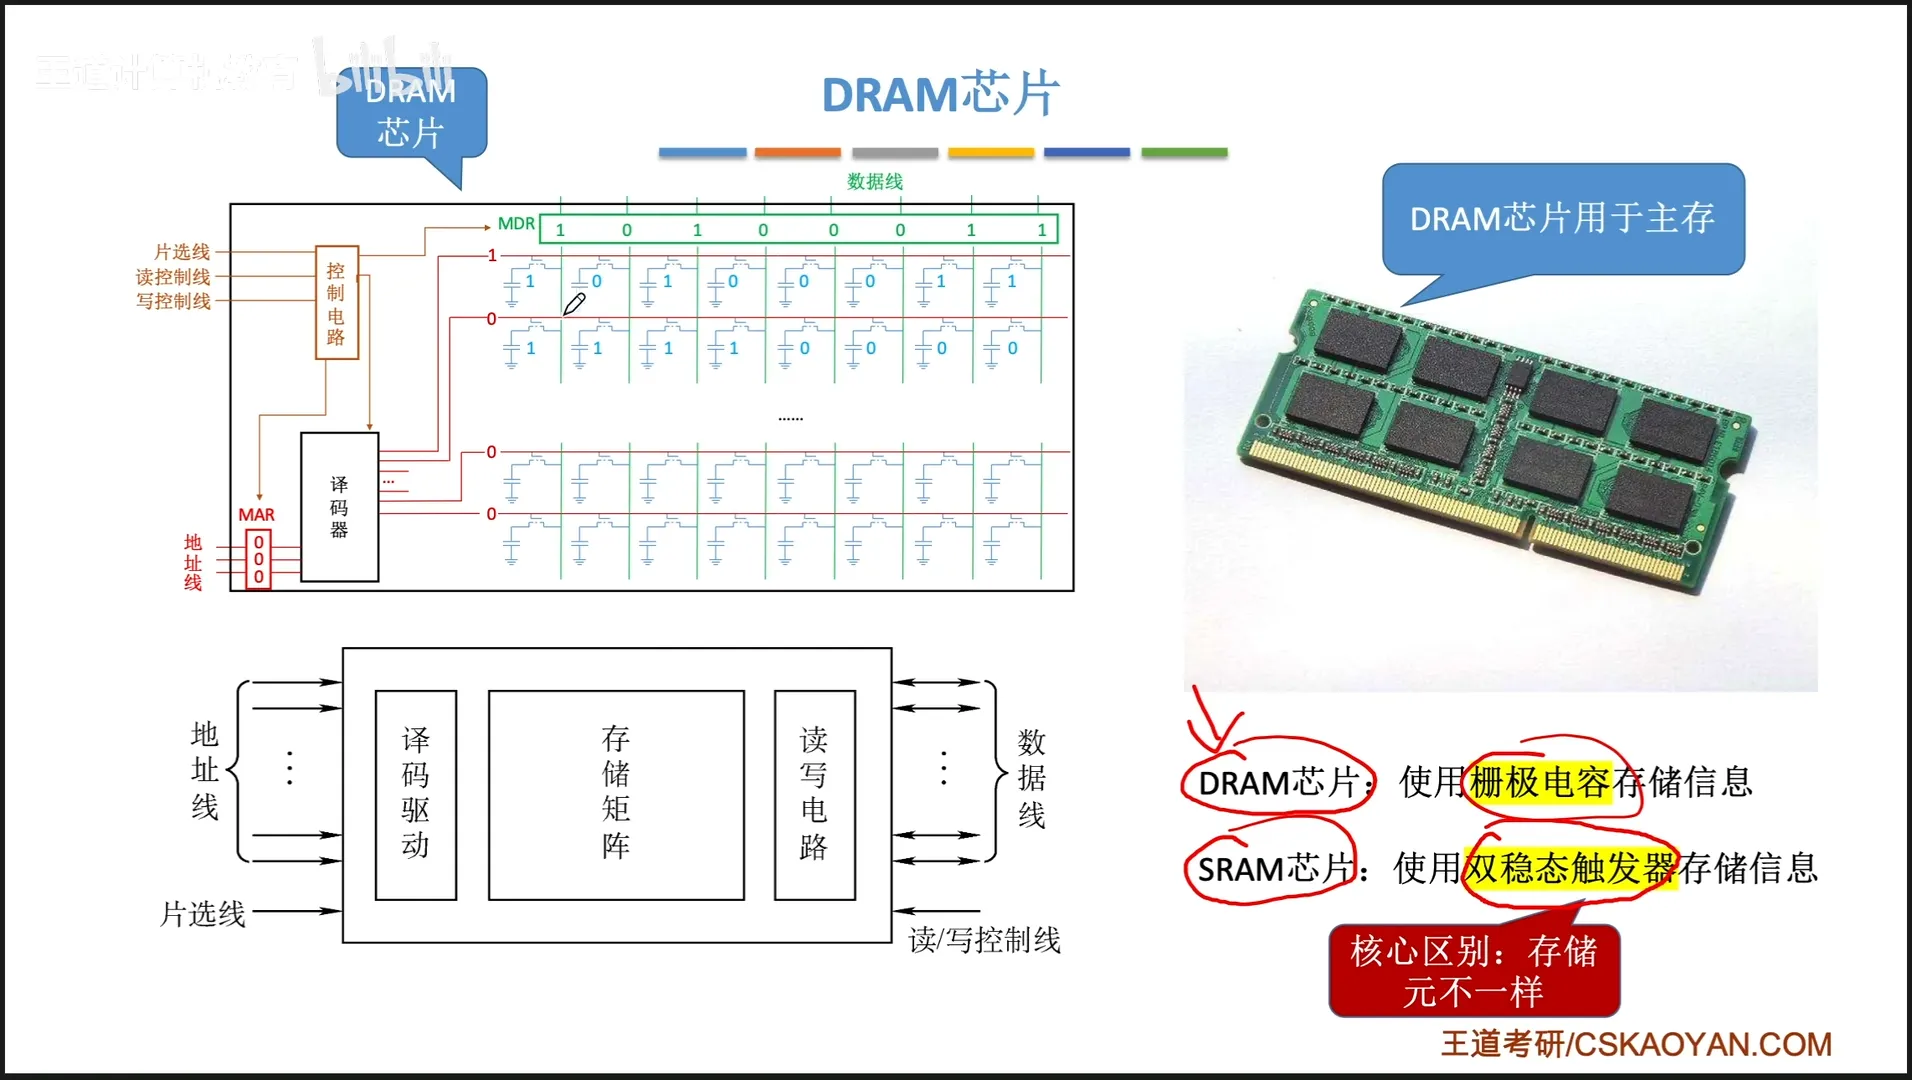 王道计算机教育 bilibili
DRAM
芯片
DRAM芯片
数据线
MDR 1 0 1 0 0 0 1 1
片选线
读控制线
写控制线
控制电路
1
1 0 1 0 0 0 1 1
0
1 1 1 1 0 0 0 0
......
0
0
...
译码器
MAR
地址线
0
0
0
DRAM芯片用于主存
地址线
⋮
译码驱动
存储矩阵
读写电路
⋮
数据线
片选线
读/写控制线
DRAM芯片：使用栅极电容存储信息
SRAM芯片：使用双稳态触发器存储信息
核心区别：存储
元不一样
王道考研/CSKAOYAN.COM